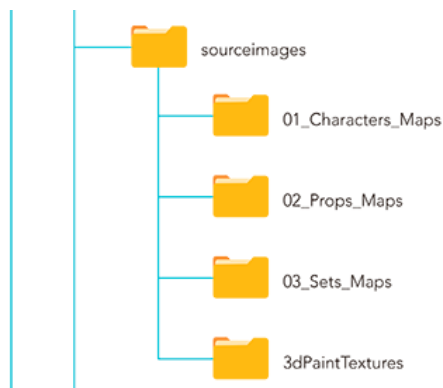 sourceimages
01_Characters_Maps
02_Props_Maps
03_Sets_Maps
3dPaintTextures